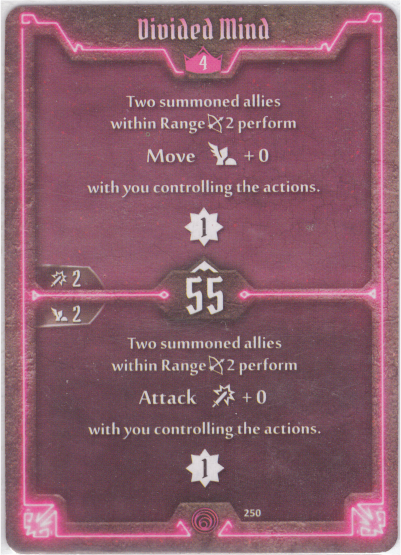 Divided Mind
4
Two summoned allies
within Range 2 perform
Move + 0
with you controlling the actions.
1
2
55
2
Two summoned allies
within Range 2 perform
Attack + 0
with you controlling the actions.
1
250